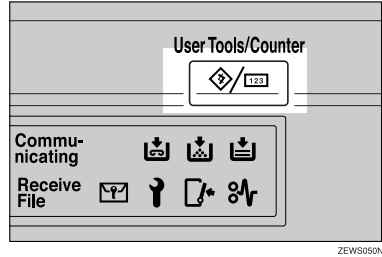 User Tools/Counter
123
Commu-
nicating
Receive
File
ZEWS050N